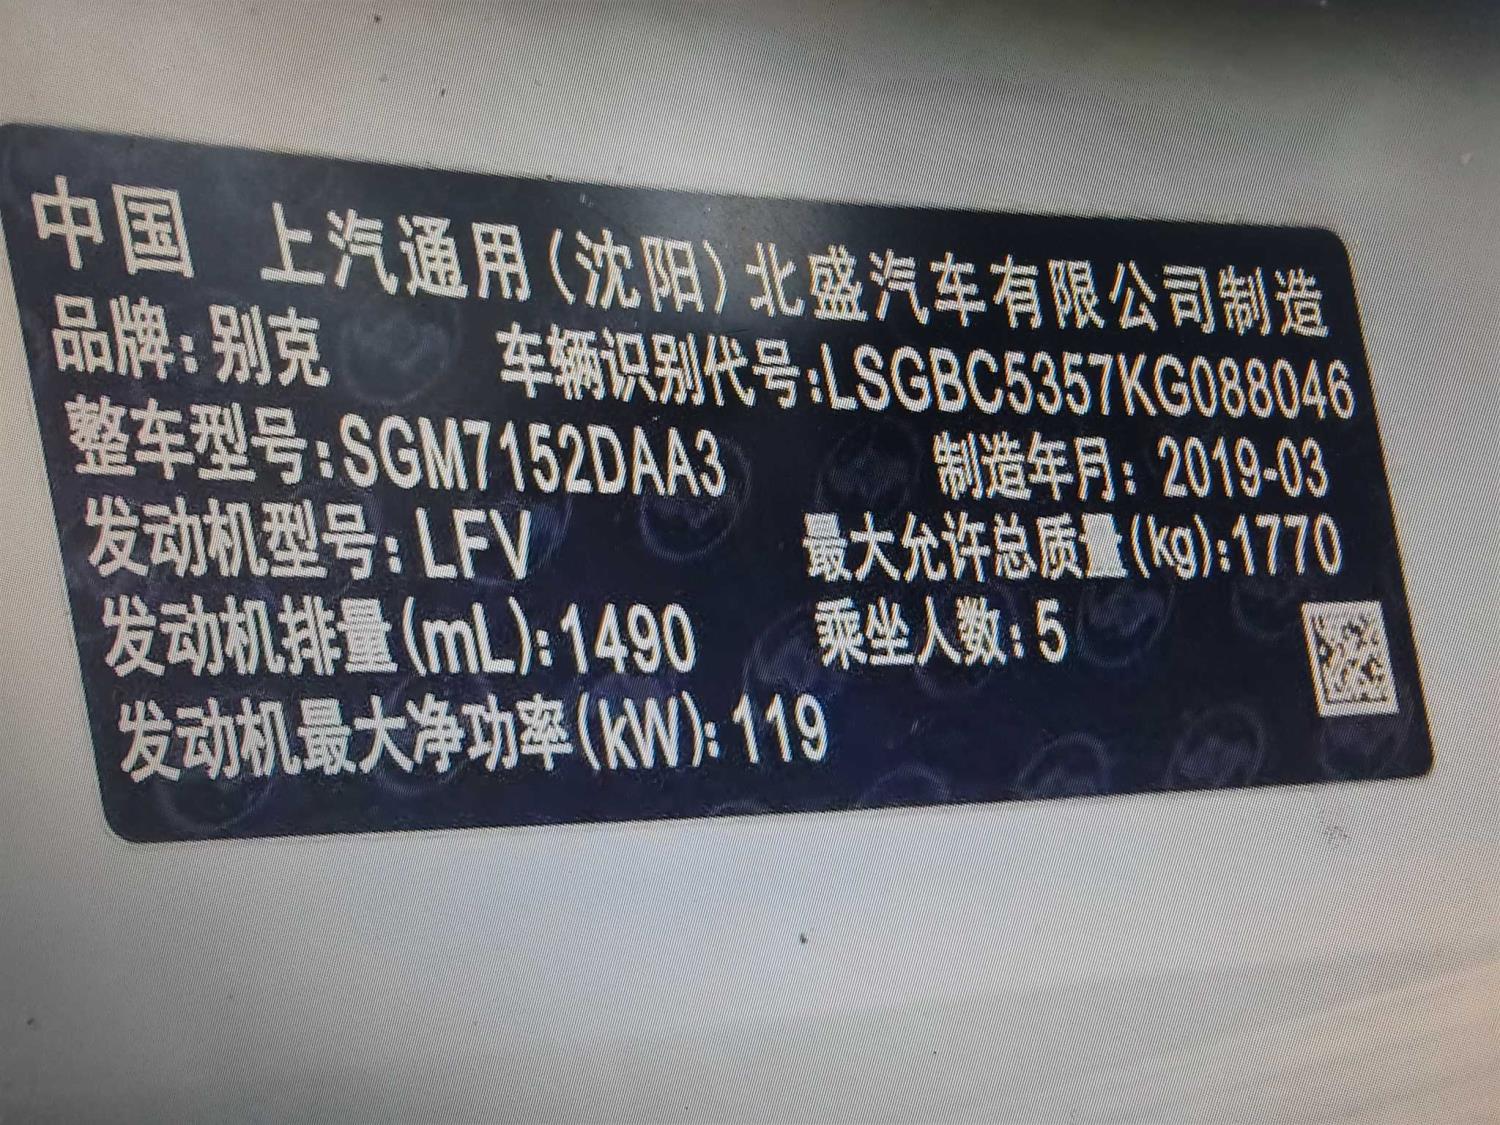 中国 上汽通用(沈阳)北盛汽车有限公司制造
品牌:别克 车辆识别代号:LSGBC5357KG088046
整车型号:SGM7152DAA3 制造年月:2019-03
发动机型号:LFV 最大允许总质量(kg):1770
发动机排量(mL):1490 乘坐人数:5
发动机最大净功率(kW):119